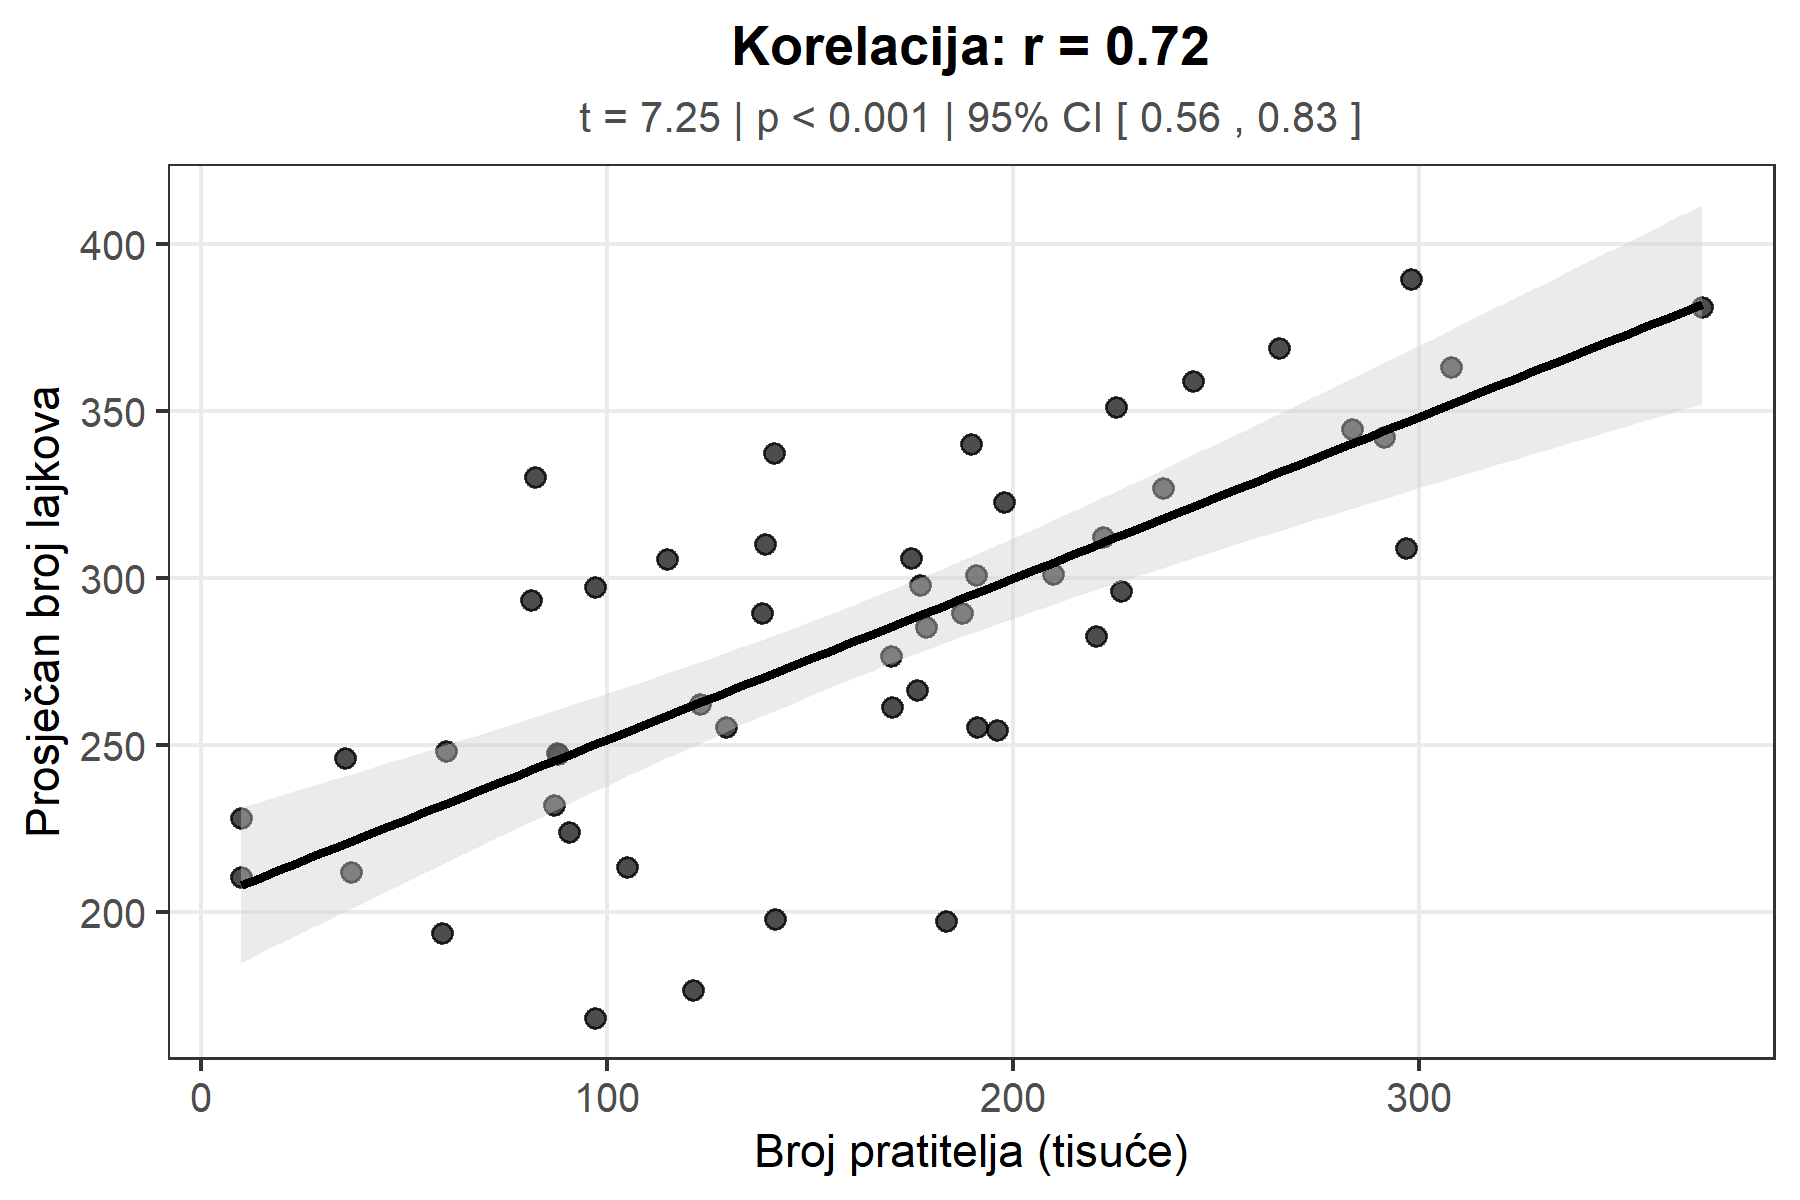 Korelacija: r = 0.72
t = 7.25 | p < 0.001 | 95% CI [ 0.56 , 0.83 ]
Prosječan broj lajkova
400
350
300
250
200
0 100 200 300
Broj pratitelja (tisuće)